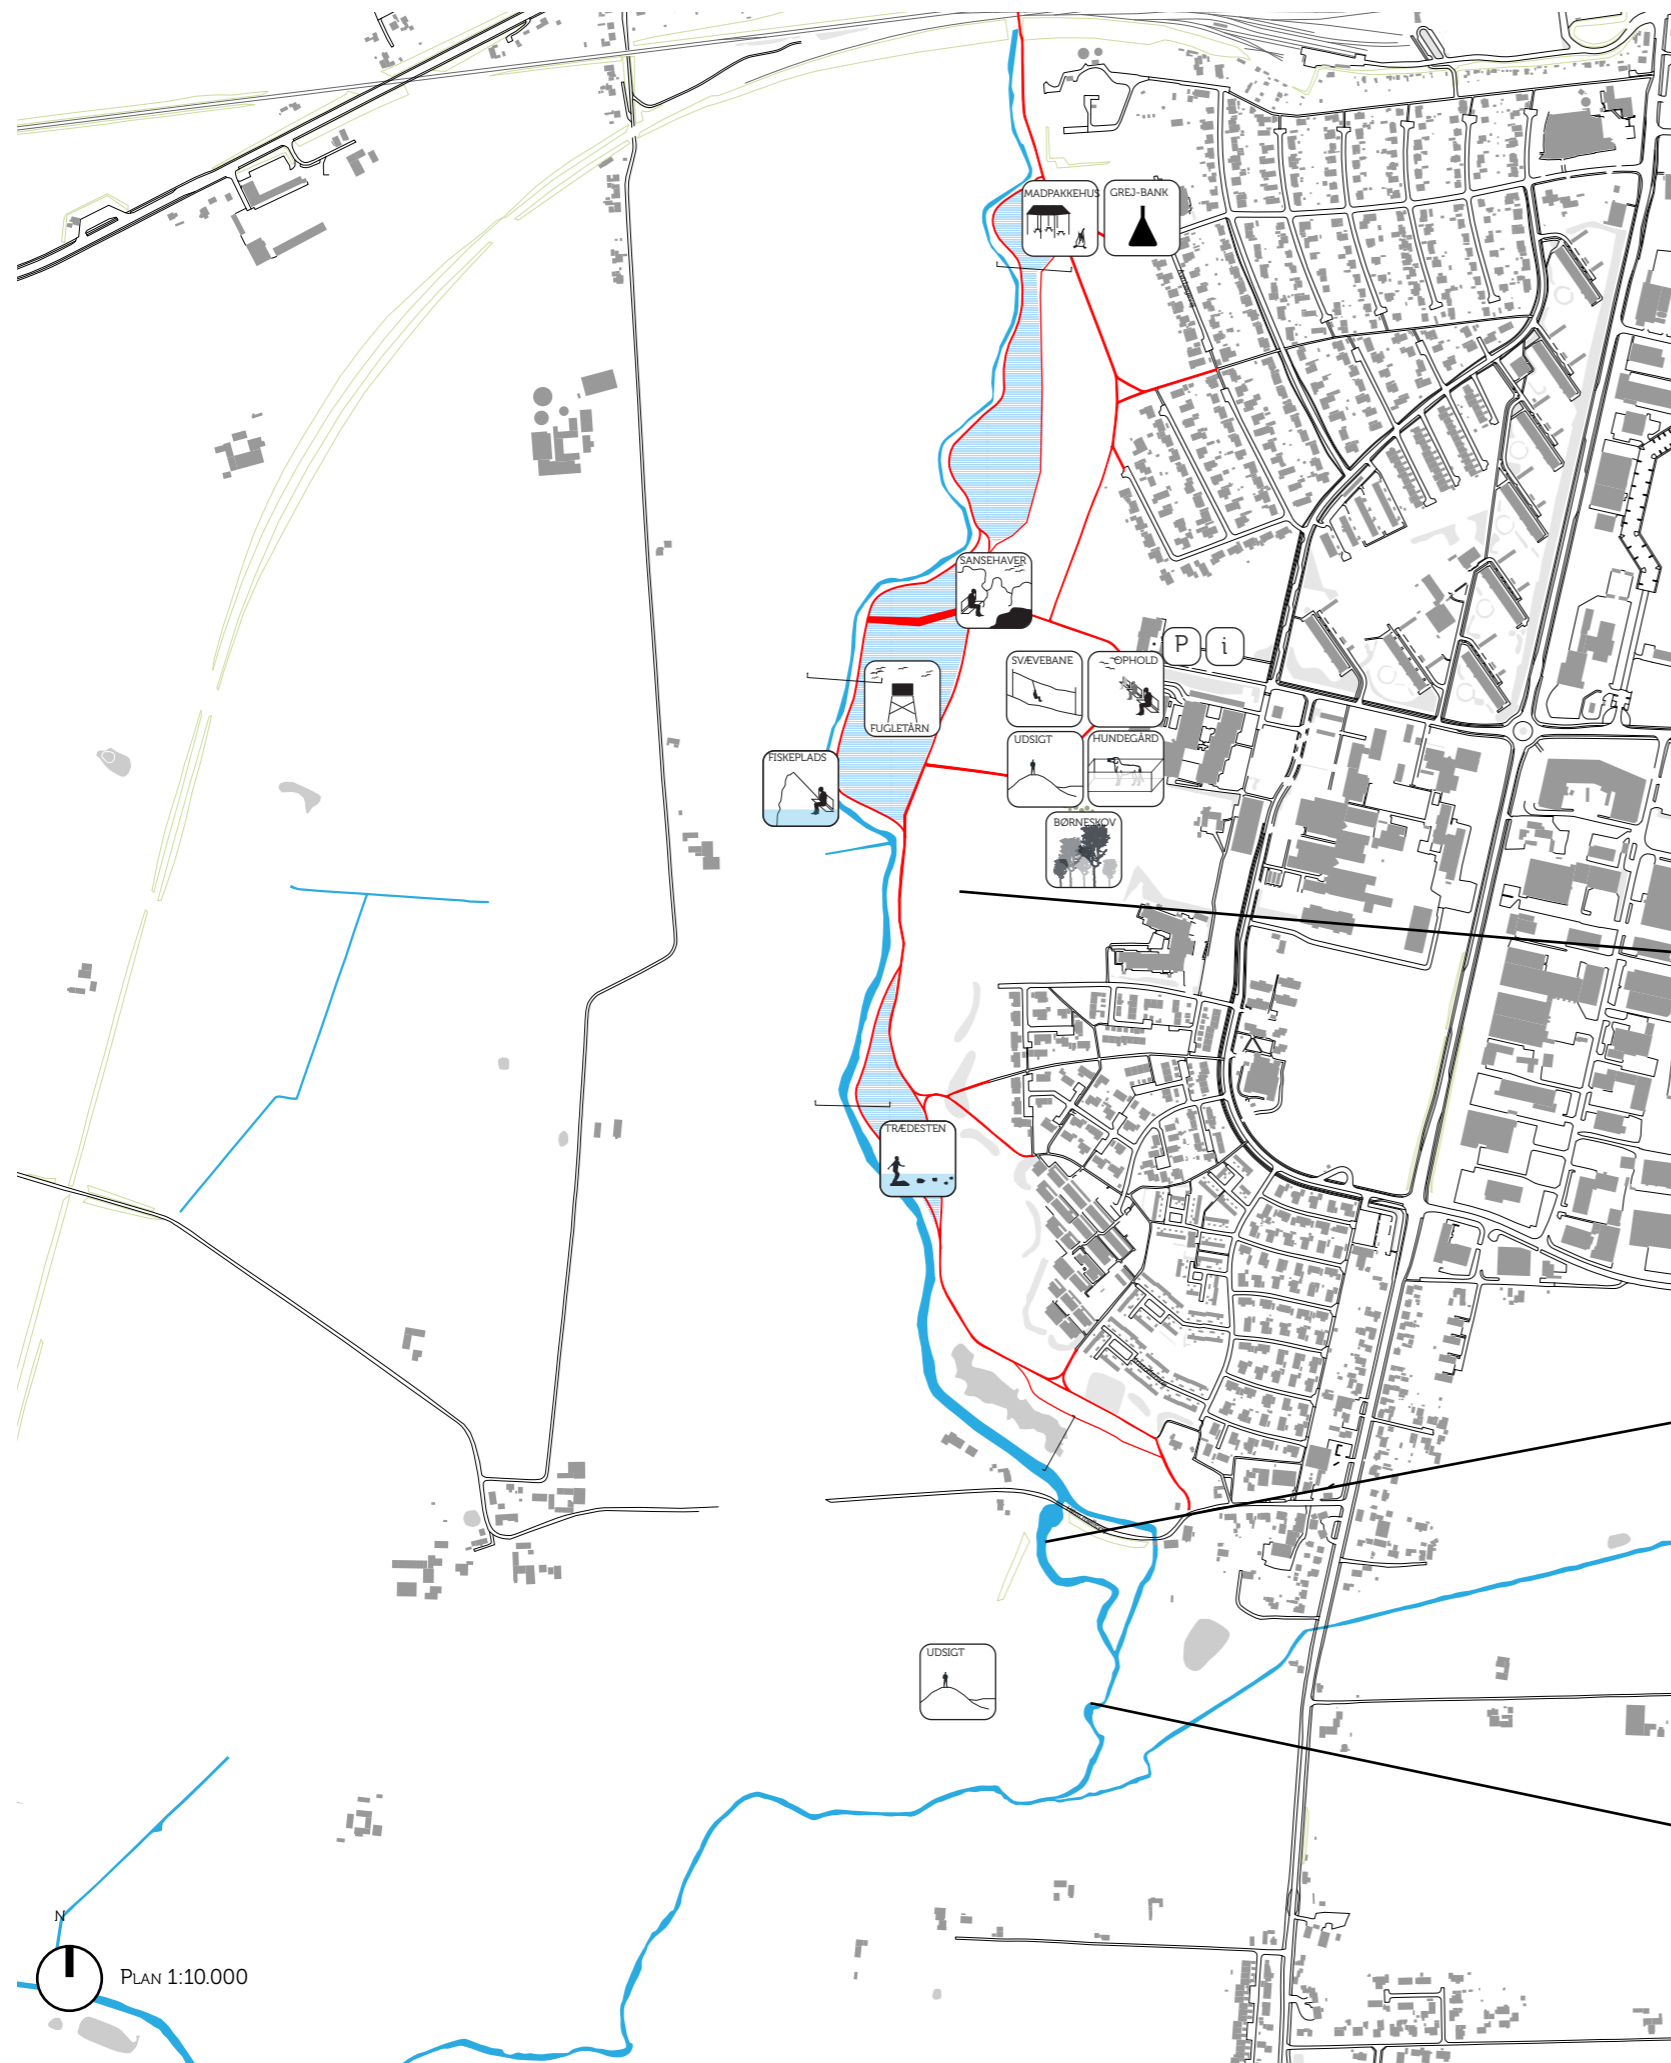 MADPAKKEHUS
GREJ-BANK
SANSEHAVER
P
i
SVÆVEBANE
OPHOLD
FUGLETÅRN
UDSIGT
HUNDEGÅRD
FISKEPLADS
BØRNESKOV
TRÆDESTEN
UDSIGT
N
PLAN 1:10.000